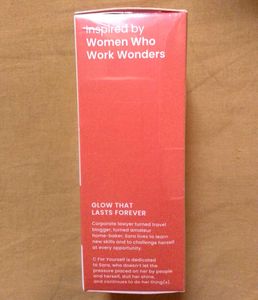 Inspired by
Women Who
Work Wonders
GLOW THAT
LASTS FOREVER
Corporate lawyer turned travel
blogger, turned amateur
home-baker, Sara lives to learn
new skills and to challenge herself
at every opportunity.
C For Yourself is dedicated
to Sara, who doesn't let the
pressure placed on her by people
and herself, dull her shine,
and continues to do her thing(s).